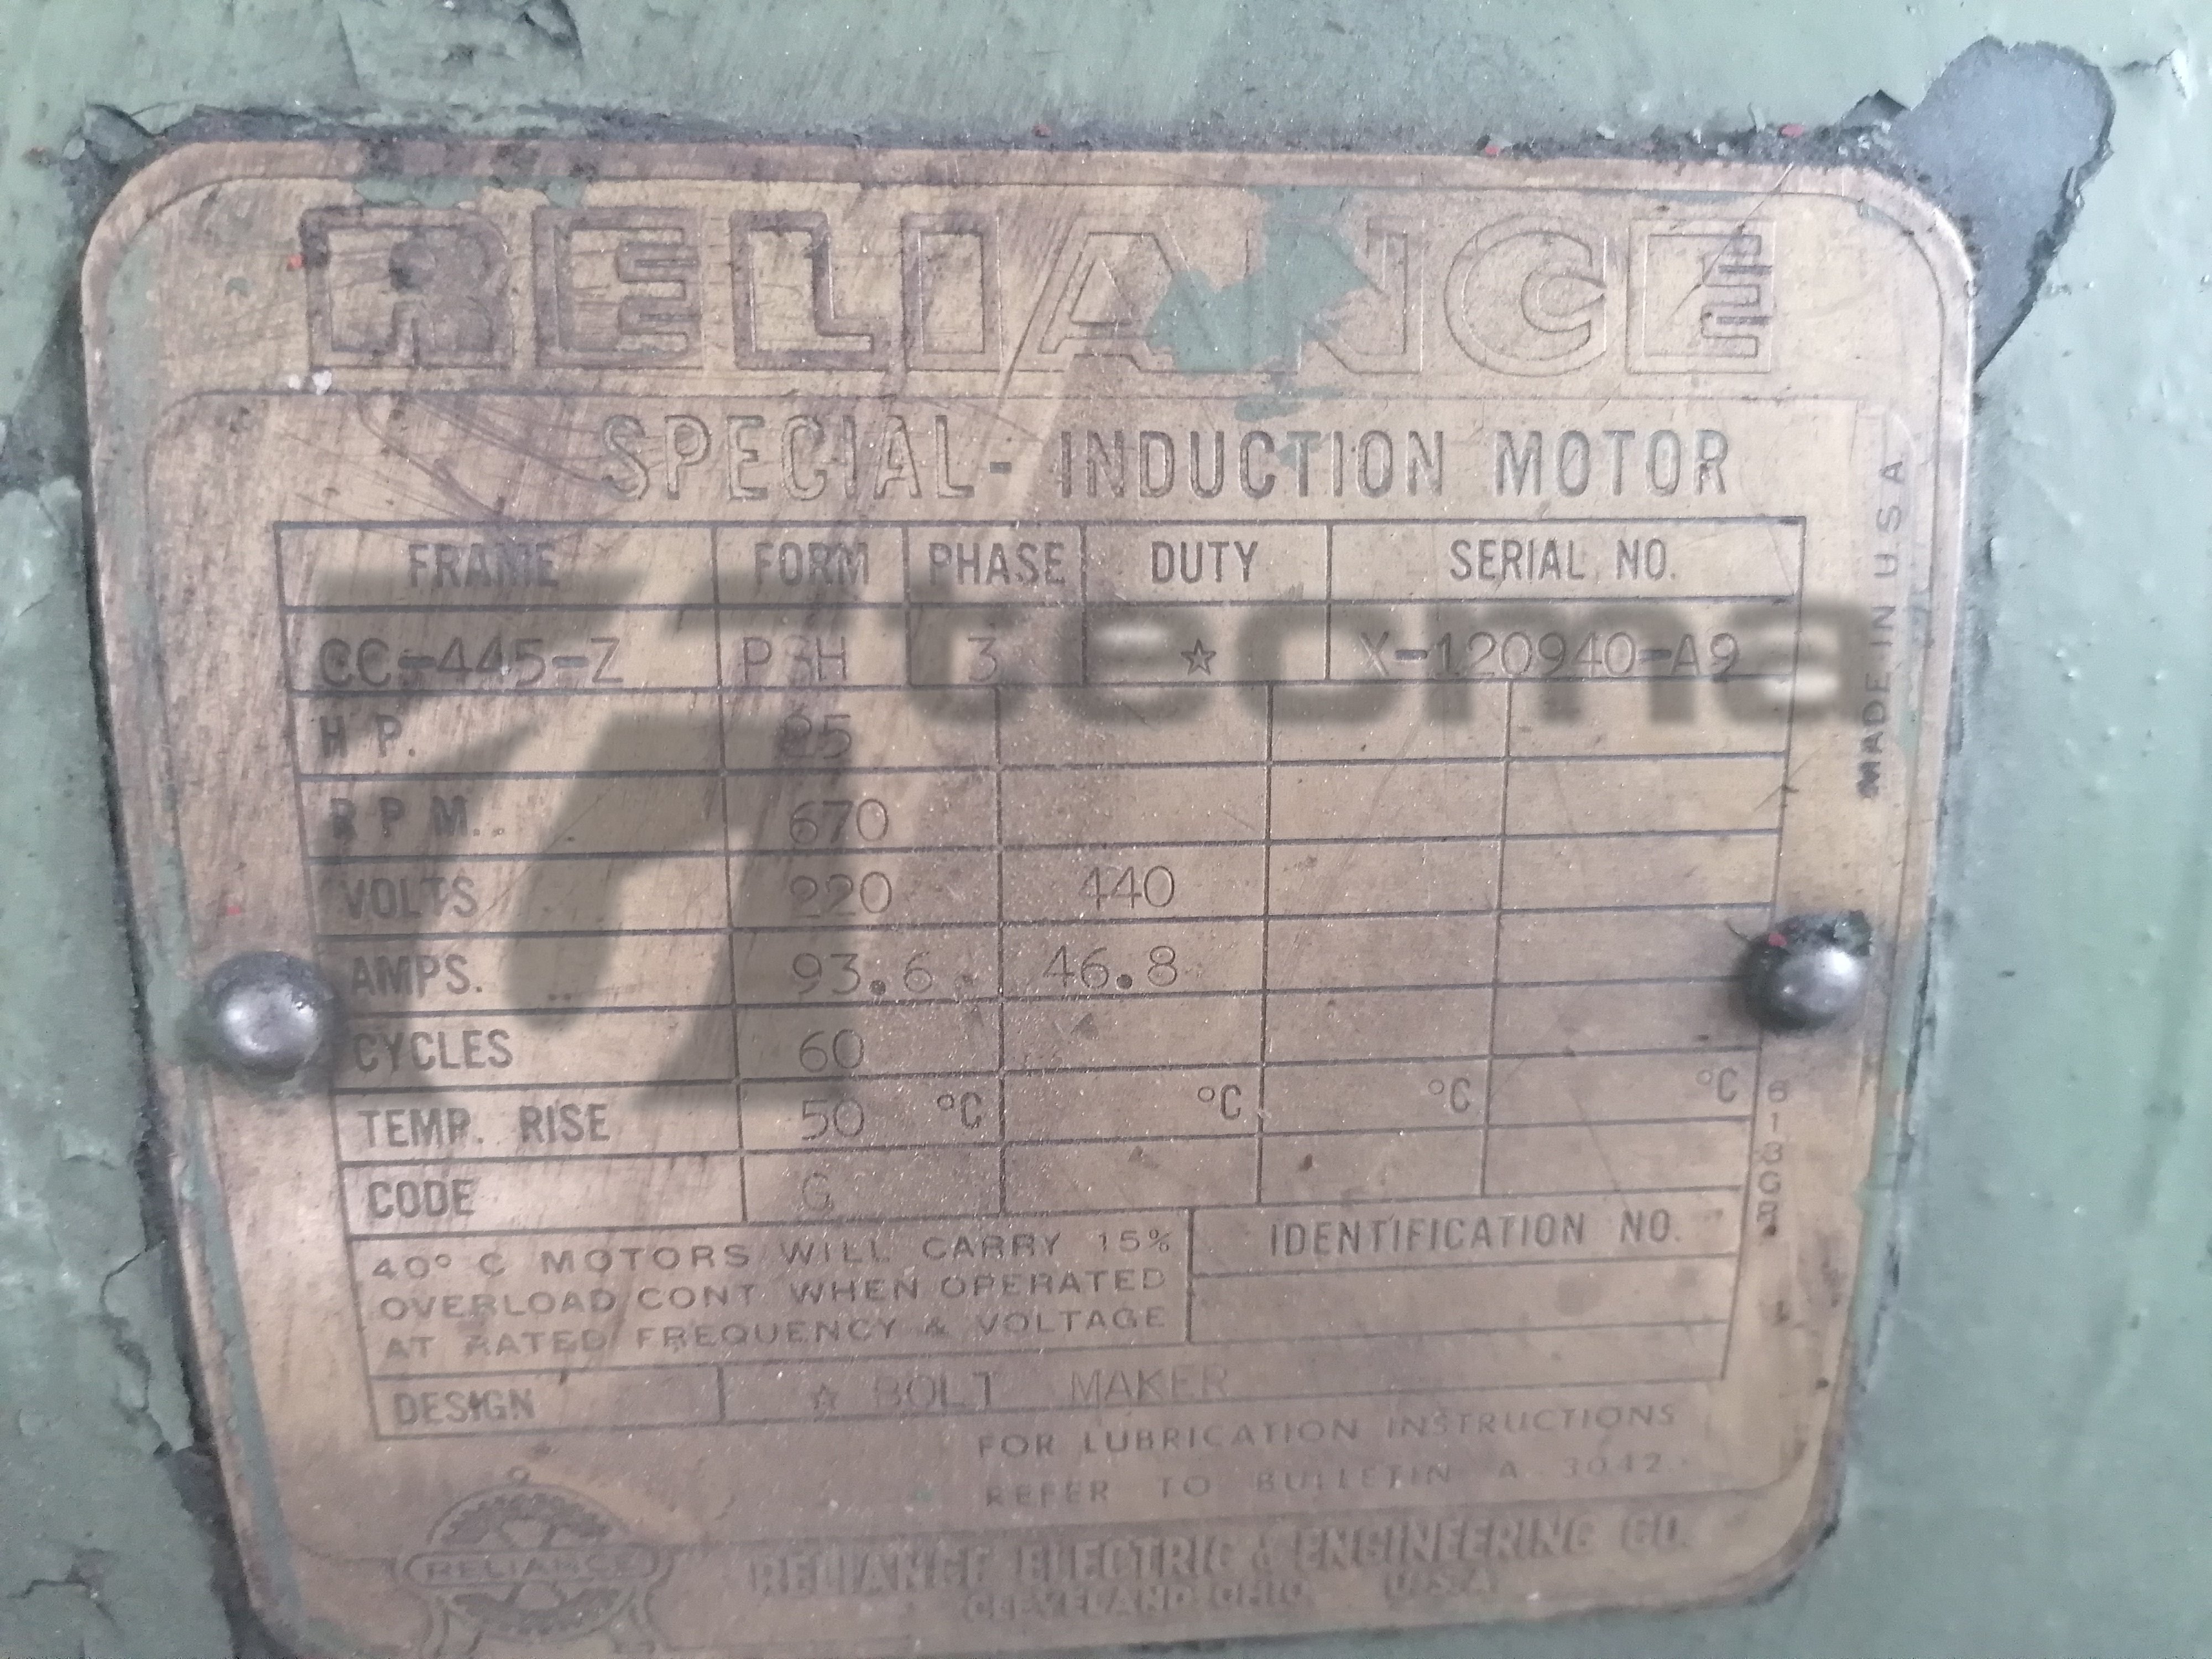 RELIANCE
SPECIAL- INDUCTION MOTOR
FRAME FORM PHASE DUTY SERIAL NO.
CC-445-Z P3H 3 ☆ X-120940-A9
H P. 25
R P M. 670
VOLTS 220 440
AMPS. 93.6 46.8
CYCLES 60
TEMP. RISE 50 °C °C °C °C
CODE G
40° C MOTORS WILL CARRY 15%
OVERLOAD CONT WHEN OPERATED
AT RATED FREQUENCY & VOLTAGE
IDENTIFICATION NO.
DESIGN ☆ BOLT MAKER
FOR LUBRICATION INSTRUCTIONS
REFER TO BULLETIN A 3042
RELIANCE
RELIANCE ELECTRIC & ENGINEERING CO.
CLEVELAND OHIO U.S.A
MADE IN U.S.A
tecma